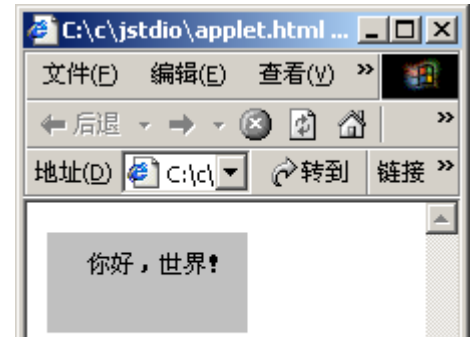 C:\c\jstdio\applet.html ...
文件(F) 编辑(E) 查看(V) »
后退 »
地址(D) C:\c\ 转到 链接 »
你好，世界！